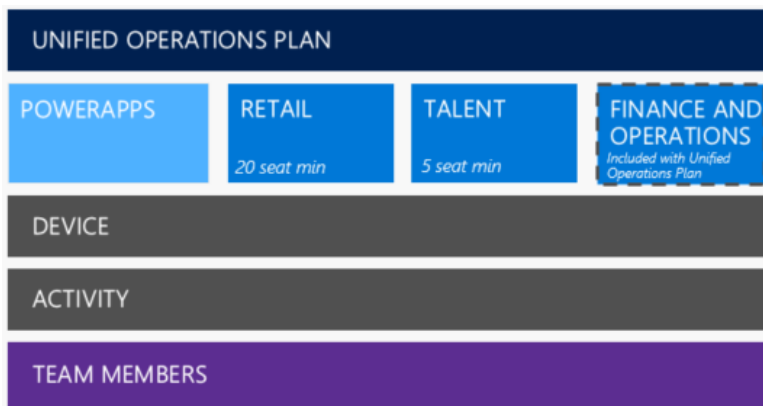 UNIFIED OPERATIONS PLAN
POWERAPPS
RETAIL
20 seat min
TALENT
5 seat min
FINANCE AND
OPERATIONS
Included with Unified
Operations Plan
DEVICE
ACTIVITY
TEAM MEMBERS